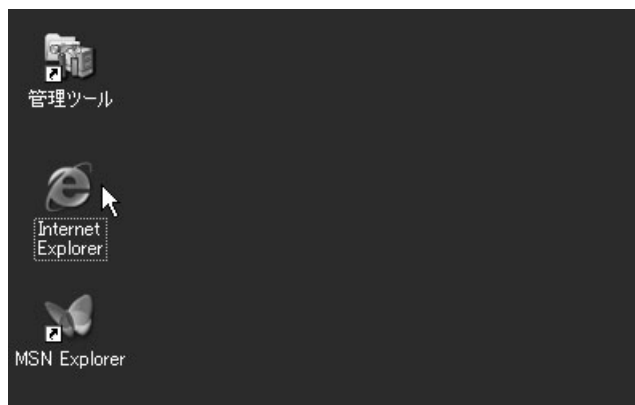 管理ツール
Internet
Explorer
MSN Explorer